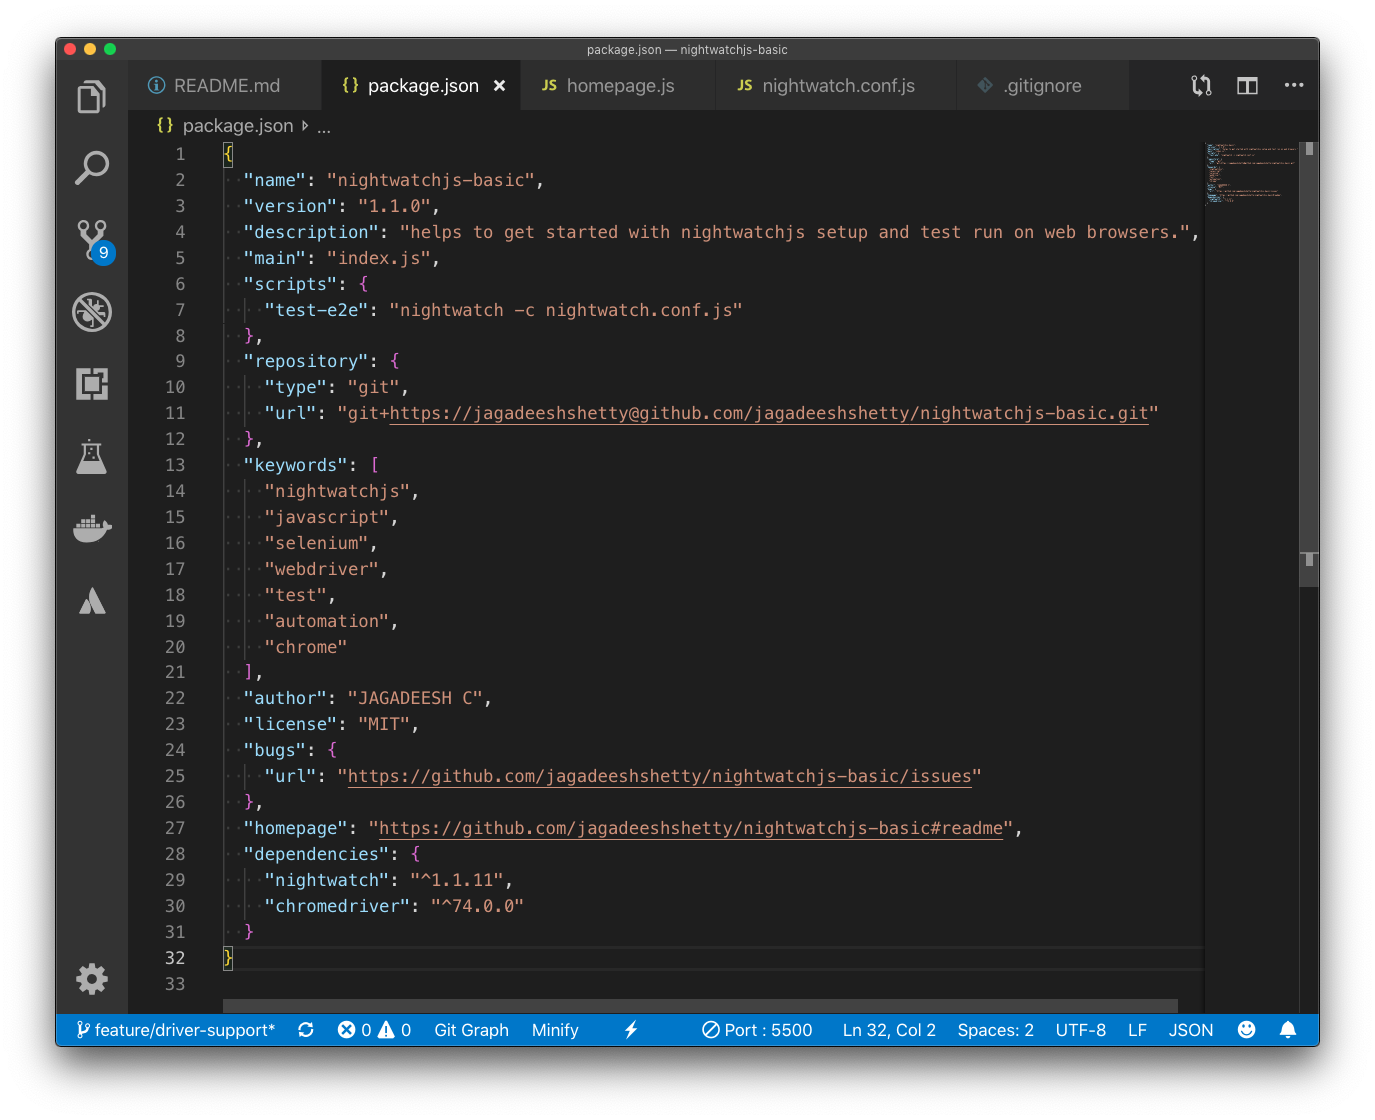 package.json — nightwatchjs-basic
README.md
{} package.json ×
JS homepage.js
JS nightwatch.conf.js
.gitignore
{} package.json ▹ ...
1 {
2 "name": "nightwatchjs-basic",
3 "version": "1.1.0",
4 "description": "helps to get started with nightwatchjs setup and test run on web browsers.",
5 "main": "index.js",
6 "scripts": {
7 "test-e2e": "nightwatch -c nightwatch.conf.js"
8 },
9 "repository": {
10 "type": "git",
11 "url": "git+https://jagadeeshshetty@github.com/jagadeeshshetty/nightwatchjs-basic.git"
12 },
13 "keywords": [
14 "nightwatchjs",
15 "javascript",
16 "selenium",
17 "webdriver",
18 "test",
19 "automation",
20 "chrome"
21 ],
22 "author": "JAGADEESH C",
23 "license": "MIT",
24 "bugs": {
25 "url": "https://github.com/jagadeeshshetty/nightwatchjs-basic/issues"
26 },
27 "homepage": "https://github.com/jagadeeshshetty/nightwatchjs-basic#readme",
28 "dependencies": {
29 "nightwatch": "^1.1.11",
30 "chromedriver": "^74.0.0"
31 }
32 }
33
9
feature/driver-support* 0 0 Git Graph Minify Port : 5500 Ln 32, Col 2 Spaces: 2 UTF-8 LF JSON